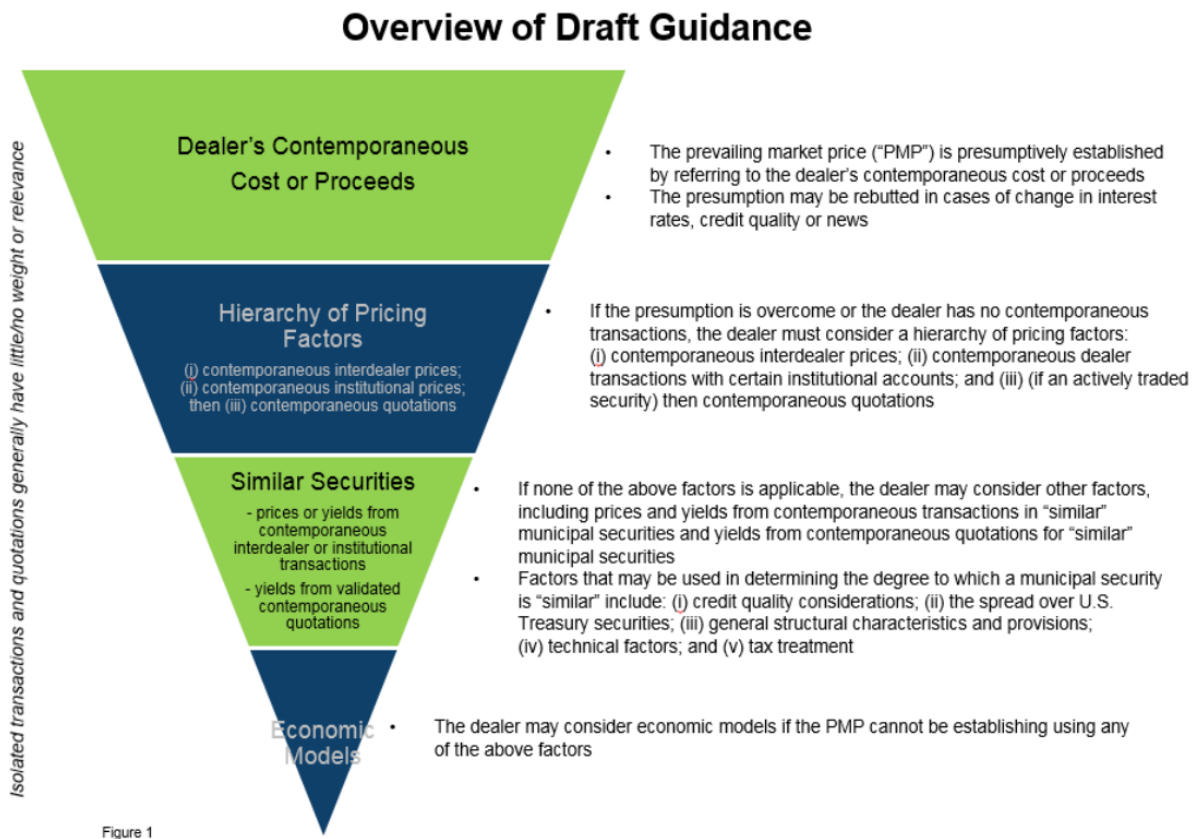 Overview of Draft Guidance
Isolated transactions and quotations generally have little/no weight or relevance
Dealer's Contemporaneous
Cost or Proceeds
• The prevailing market price ("PMP") is presumptively established
by referring to the dealer's contemporaneous cost or proceeds
• The presumption may be rebutted in cases of change in interest
rates, credit quality or news
Hierarchy of Pricing
Factors
(i) contemporaneous interdealer prices;
(ii) contemporaneous institutional prices;
then (iii) contemporaneous quotations
• If the presumption is overcome or the dealer has no contemporaneous
transactions, the dealer must consider a hierarchy of pricing factors:
(i) contemporaneous interdealer prices; (ii) contemporaneous dealer
transactions with certain institutional accounts; and (iii) (if an actively traded
security) then contemporaneous quotations
Similar Securities
- prices or yields from
contemporaneous
interdealer or institutional
transactions
- yields from validated
contemporaneous
quotations
• If none of the above factors is applicable, the dealer may consider other factors,
including prices and yields from contemporaneous transactions in "similar"
municipal securities and yields from contemporaneous quotations for "similar"
municipal securities
• Factors that may be used in determining the degree to which a municipal security
is "similar" include: (i) credit quality considerations; (ii) the spread over U.S.
Treasury securities; (iii) general structural characteristics and provisions;
(iv) technical factors; and (v) tax treatment
Economic
Models
• The dealer may consider economic models if the PMP cannot be establishing using any
of the above factors
Figure 1